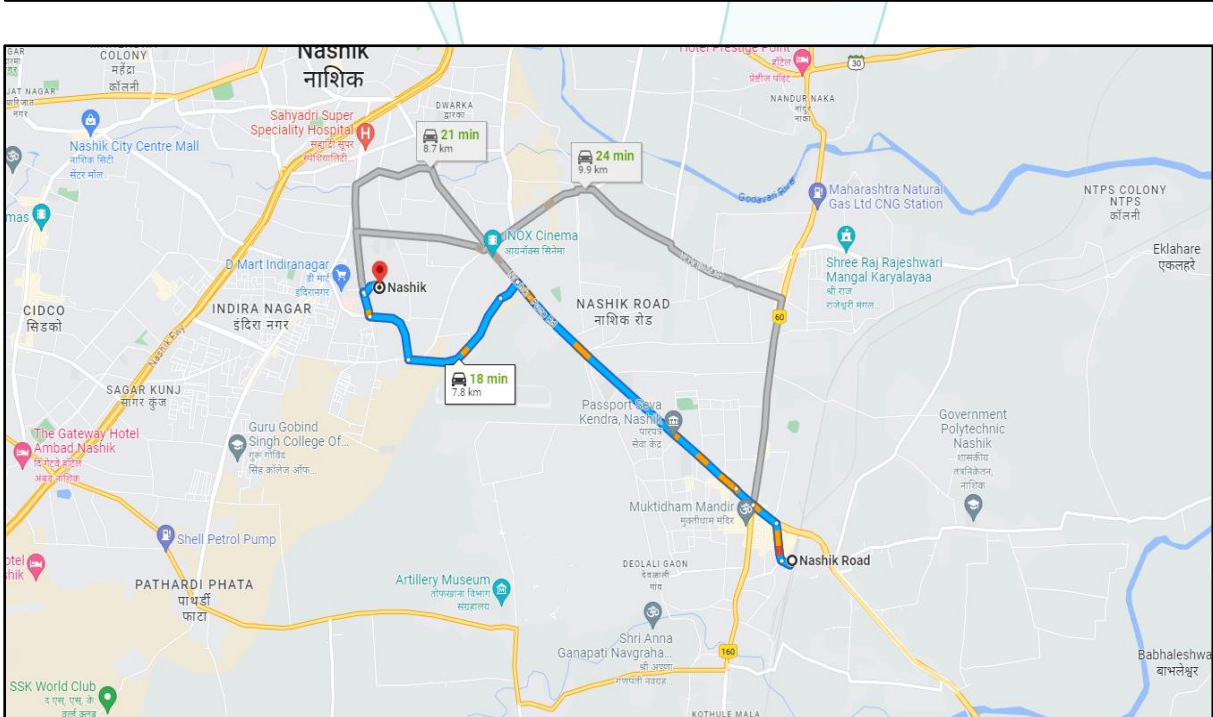 COLONY
महेंद्रा
कॉलनी
Nashik
नाशिक
Hotel Prestige Point
हॉटेल
प्रेष्टीज पॉइंट
30
NANDUR NAKA
नांदूर
नाका
Nashik City Centre Mall
नाशिक सिटी
सेंटर मॉल
Sahyadri Super
Speciality Hospital
सह्याद्री सुपर
स्पेशियालिटी
DWARKA
द्वारका
21 min
8.7 km
24 min
9.9 km
Godavari River
Maharashtra Natural
Gas Ltd CNG Station
NTPS COLONY
NTPS
कॉलनी
INOX Cinema
आयनॉक्स सिनेमा
Shree Raj Rajeshwari
Mangal Karyalayaa
श्री राज
राजेश्वरी मंगल...
Eklahare
एकलहरे
D Mart Indiranagar
डी मार्ट
इंदिरानगर
Nashik
CIDCO
सिडको
INDIRA NAGAR
इंदिरा नगर
NASHIK ROAD
नाशिक रोड
60
Nashik Fwy
18 min
7.8 km
SAGAR KUNJ
सागर कुंज
Passport Seva
Kendra, Nashik
पारपत्र
सेवा केंद्र
Government
Polytechnic
Nashik
शासकीय
तंत्रनिकेतन,
नाशिक
The Gateway Hotel
Ambad Nashik
Guru Gobind
Singh College Of...
गुरू गोविंद
सिंह कॉलेज ऑफ...
Muktidham Mandir
मुक्तीधाम मंदिर
Shell Petrol Pump
Nashik Road
DEOLALI GAON
देवळाली
गाव
PATHARDI PHATA
पाथर्डी
फाटा
Artillery Museum
तोफखाना विभाग
संग्रहालय
Shri Anna
Ganapati Navgraha...
श्री अण्णा
गणपती नवग्रह...
160
Babhaleshwa
बाभळेश्वर
SSK World Club
द एस. एस. के.
वर्ल्ड क्लब
KOTHULE MALA